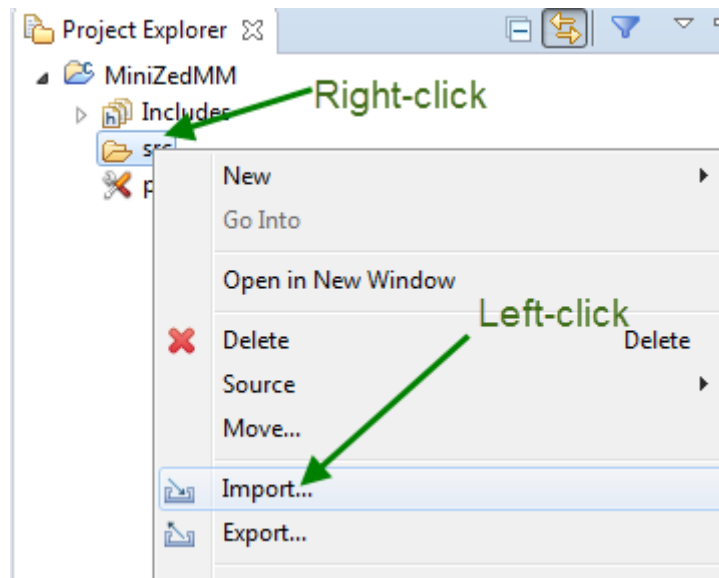 Project Explorer
MiniZedMM
Right-click
Includes
src
New
Go Into
Open in New Window
Left-click
Delete Delete
Source
Move...
Import...
Export...